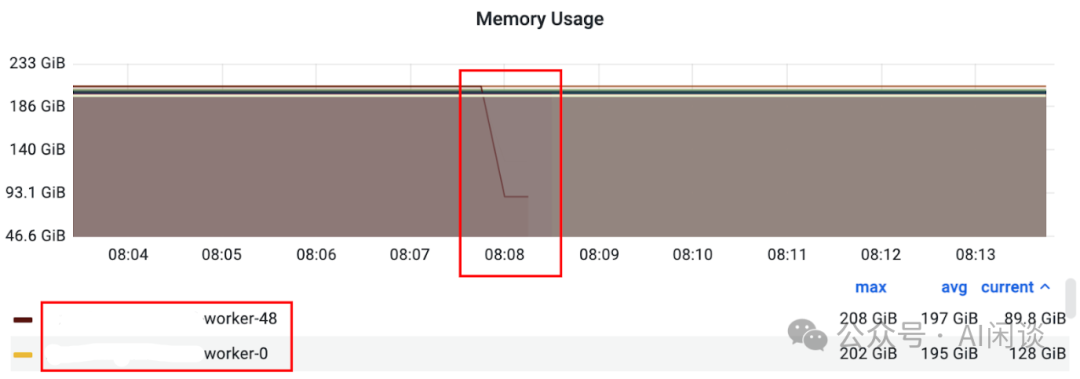 Memory Usage
233 GiB
186 GiB
140 GiB
93.1 GiB
46.6 GiB
08:04 08:05 08:06 08:07 08:08 08:09 08:10 08:11 08:12 08:13
max avg current
worker-48 208 GiB 197 GiB 89.8 GiB
worker-0 202 GiB 195 GiB 128 GiB
公众号 · AI闲谈